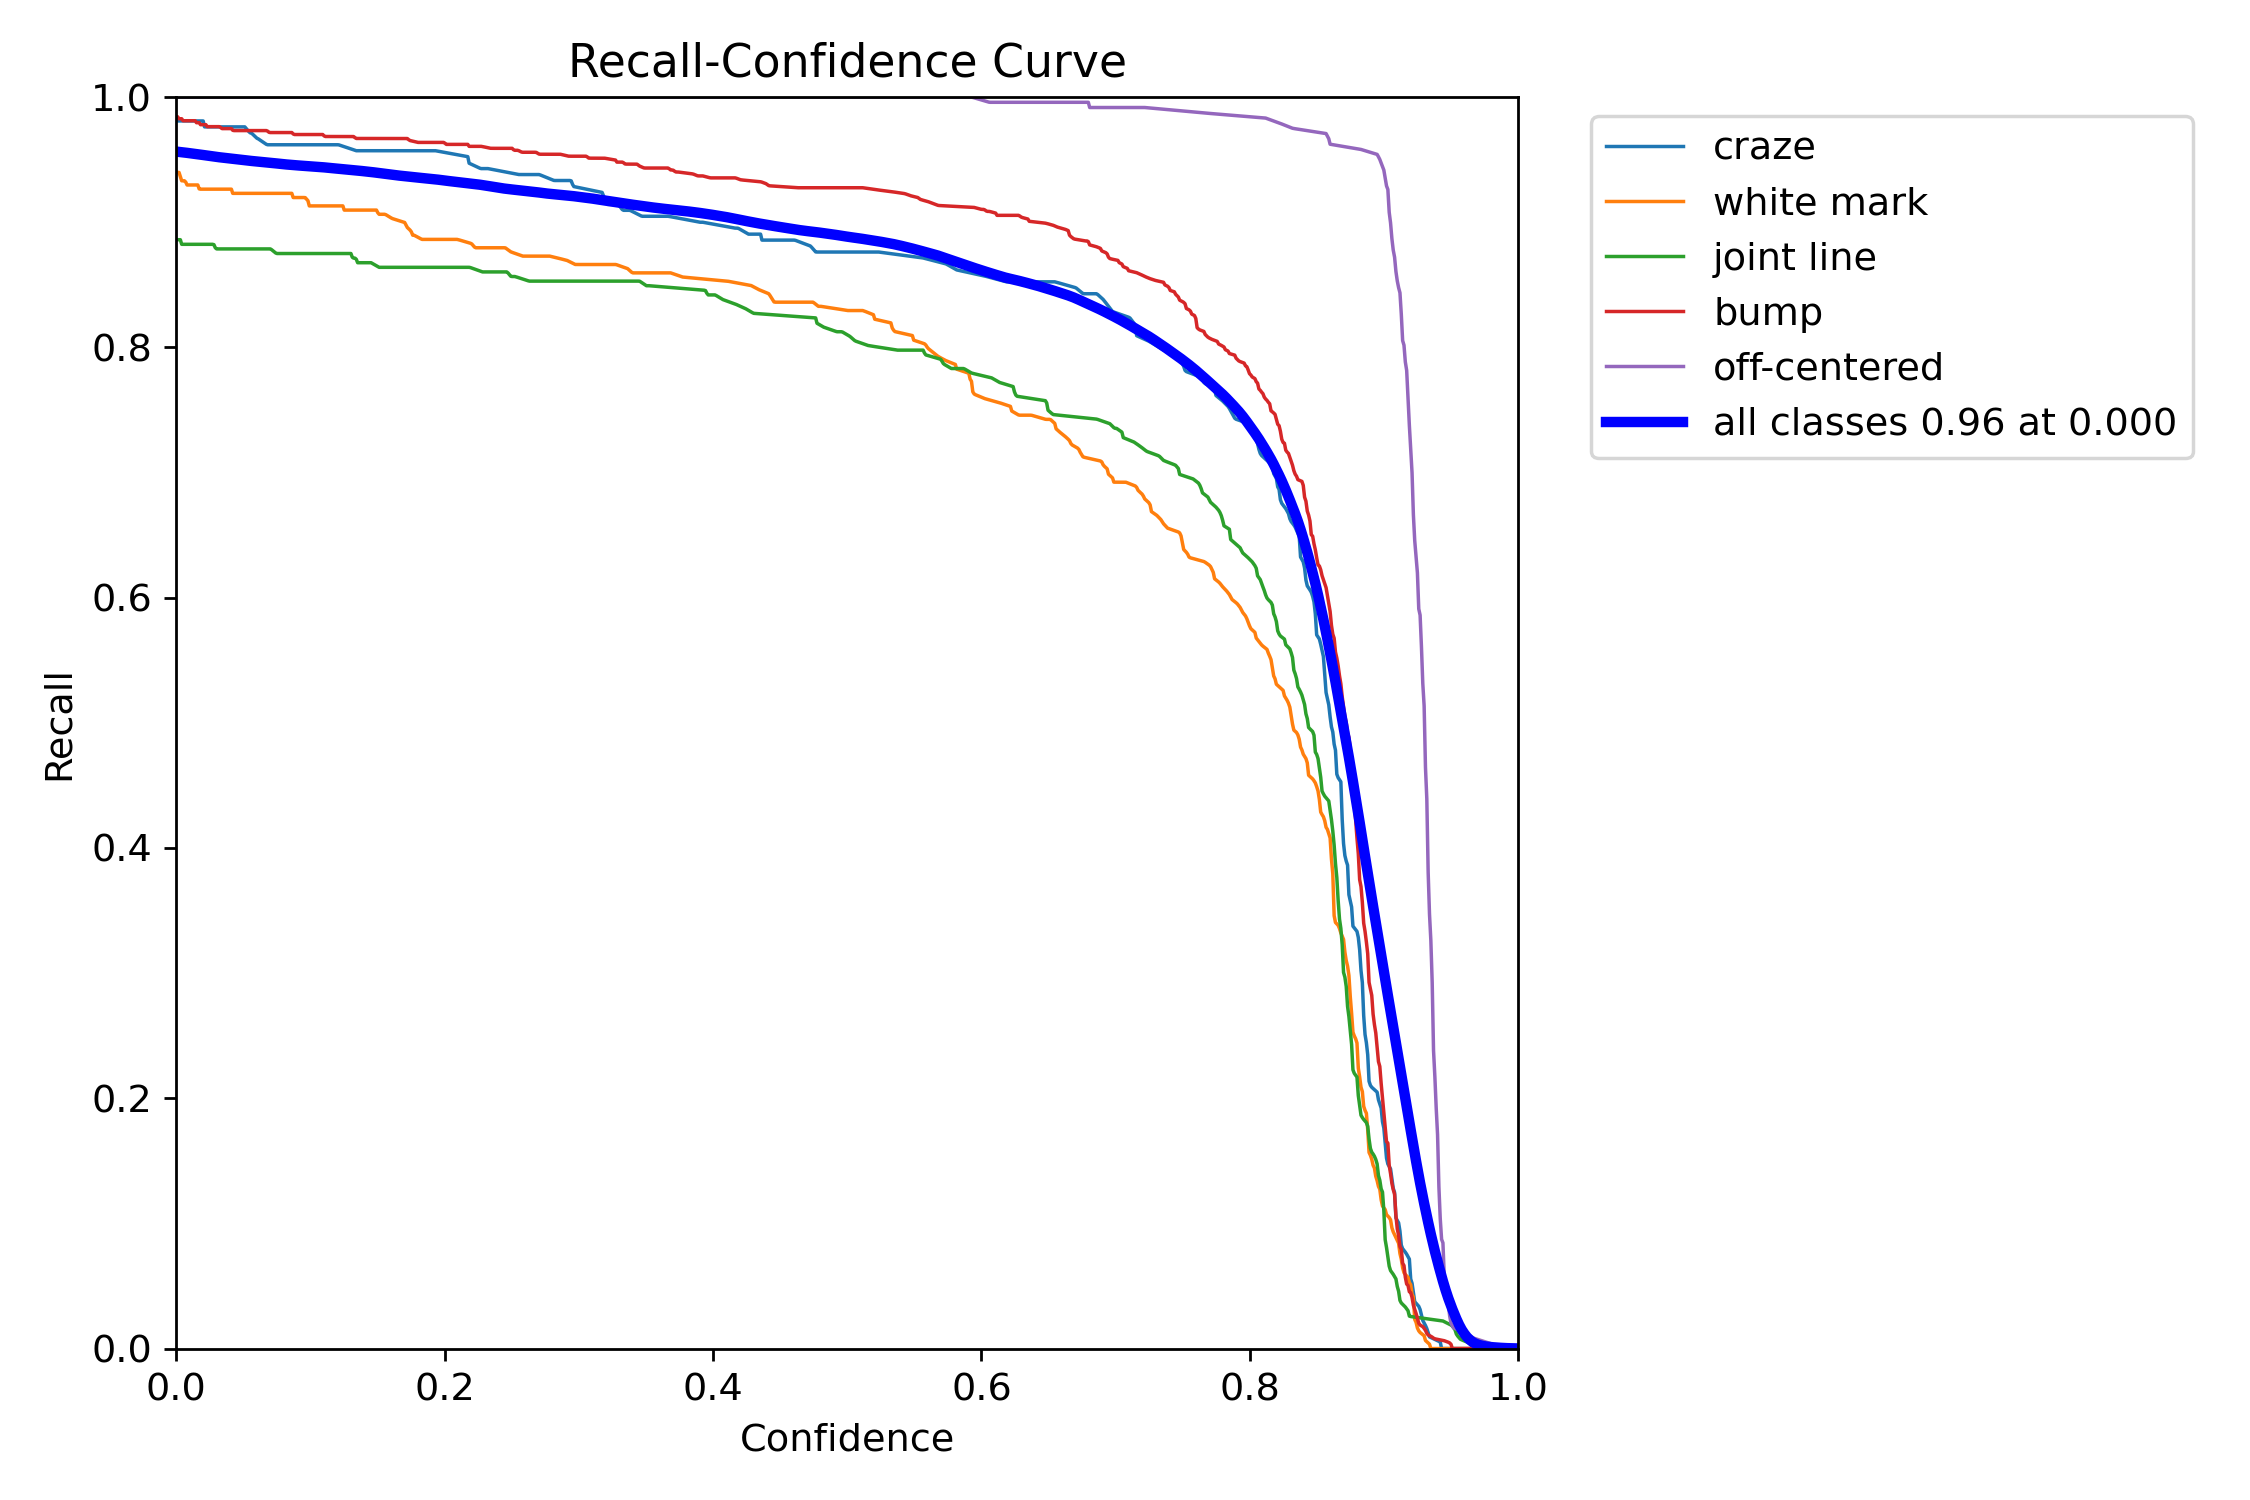 Recall-Confidence Curve
1.0
0.8
0.6
0.4
0.2
0.0
Recall
0.0 0.2 0.4 0.6 0.8 1.0
Confidence
craze
white mark
joint line
bump
off-centered
all classes 0.96 at 0.000